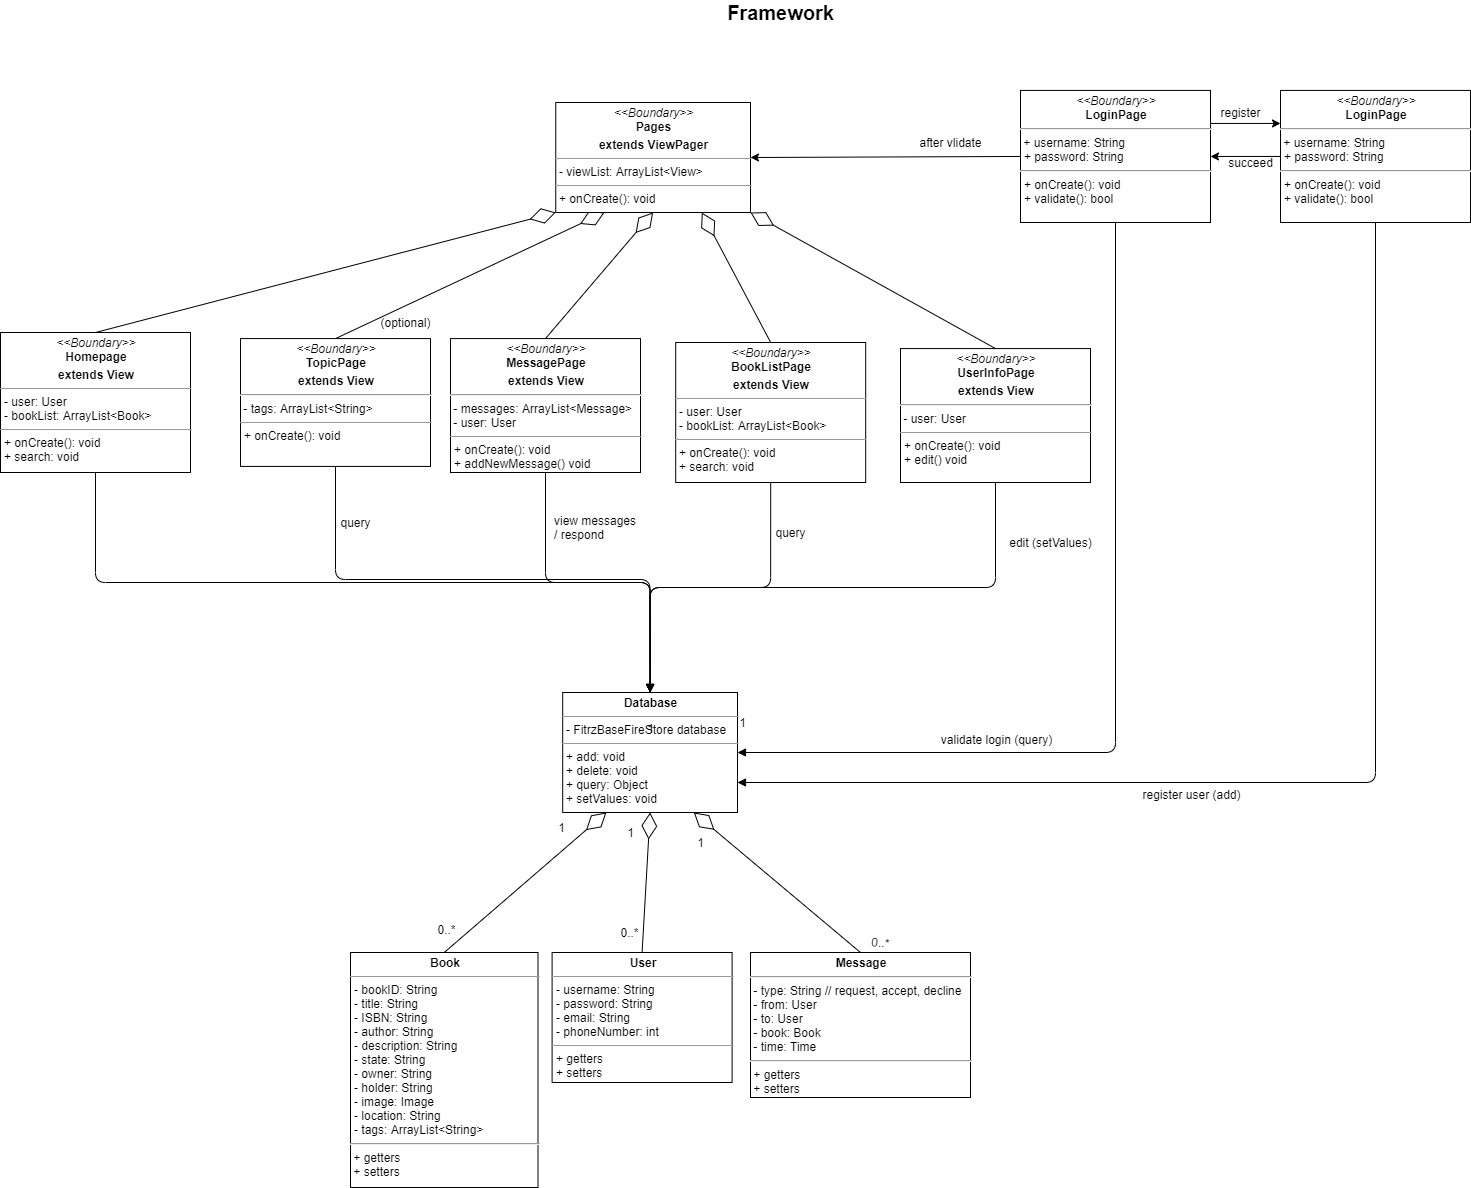 Framework
<<Boundary>>
Pages
extends ViewPager
- viewList: ArrayList<View>
+ onCreate(): void
after vlidate
<<Boundary>>
LoginPage
+ username: String
+ password: String
+ onCreate(): void
+ validate(): bool
register
succeed
<<Boundary>>
LoginPage
+ username: String
+ password: String
+ onCreate(): void
+ validate(): bool
(optional)
<<Boundary>>
Homepage
extends View
- user: User
- bookList: ArrayList<Book>
+ onCreate(): void
+ search: void
<<Boundary>>
TopicPage
extends View
- tags: ArrayList<String>
+ onCreate(): void
<<Boundary>>
MessagePage
extends View
- messages: ArrayList<Message>
- user: User
+ onCreate(): void
+ addNewMessage() void
<<Boundary>>
BookListPage
extends View
- user: User
- bookList: ArrayList<Book>
+ onCreate(): void
+ search: void
<<Boundary>>
UserInfoPage
extends View
- user: User
+ onCreate(): void
+ edit() void
query
view messages
/ respond
query
edit (setValues)
Database
- FitrzBaseFireStore database
+ add: void
+ delete: void
+ query: Object
+ setValues: void
1
validate login (query)
register user (add)
1
1
1
0..*
0..*
0..*
Book
- bookID: String
- title: String
- ISBN: String
- author: String
- description: String
- state: String
- owner: String
- holder: String
- image: Image
- location: String
- tags: ArrayList<String>
+ getters
+ setters
User
- username: String
- password: String
- email: String
- phoneNumber: int
+ getters
+ setters
Message
- type: String // request, accept, decline
- from: User
- to: User
- book: Book
- time: Time
+ getters
+ setters